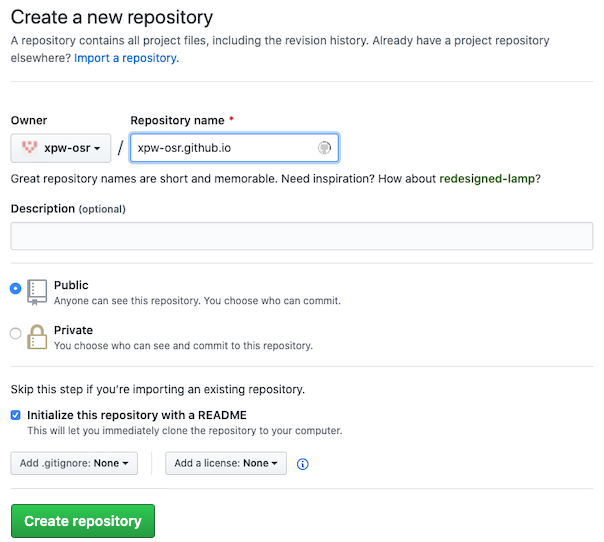 Create a new repository
A repository contains all project files, including the revision history. Already have a project repository
elsewhere? Import a repository.
Owner
Repository name *
xpw-osr
/
xpw-osr.github.io
Great repository names are short and memorable. Need inspiration? How about redesigned-lamp?
Description (optional)
Public
Anyone can see this repository. You choose who can commit.
Private
You choose who can see and commit to this repository.
Skip this step if you’re importing an existing repository.
Initialize this repository with a README
This will let you immediately clone the repository to your computer.
Add .gitignore: None
Add a license: None
Create repository